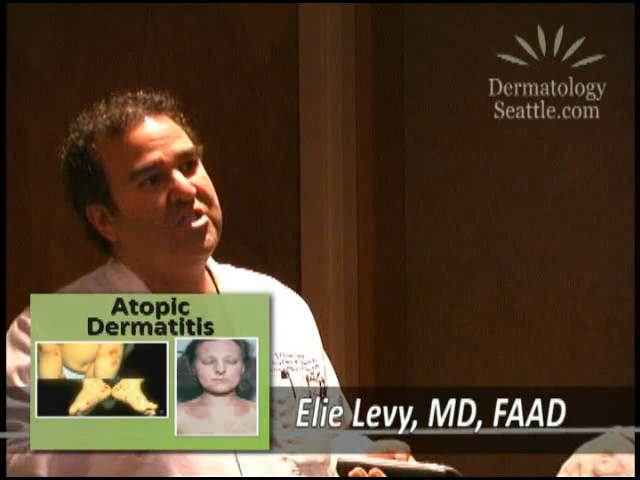 Dermatology
Seattle.com
Atopic
Dermatitis
Elie Levy, MD, FAAD